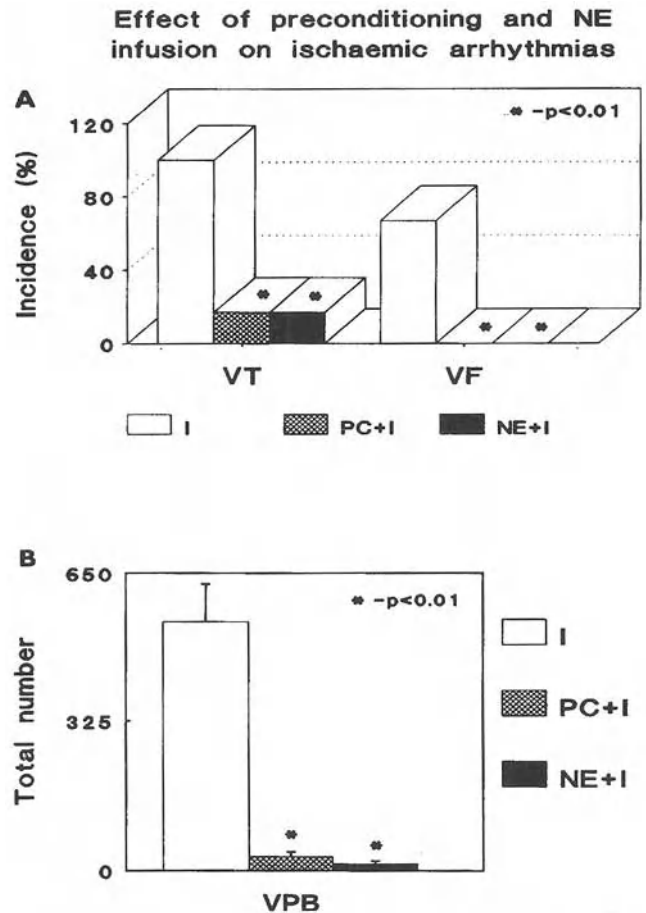 Effect of preconditioning and NE
infusion on ischaemic arrhythmias
A
* -p<0.01
Incidence (%)
120
80
40
0
* *
* *
VT VF
I PC+I NE+I
B
* -p<0.01
Total number
650
325
0
* *
VPB
I
PC+I
NE+I